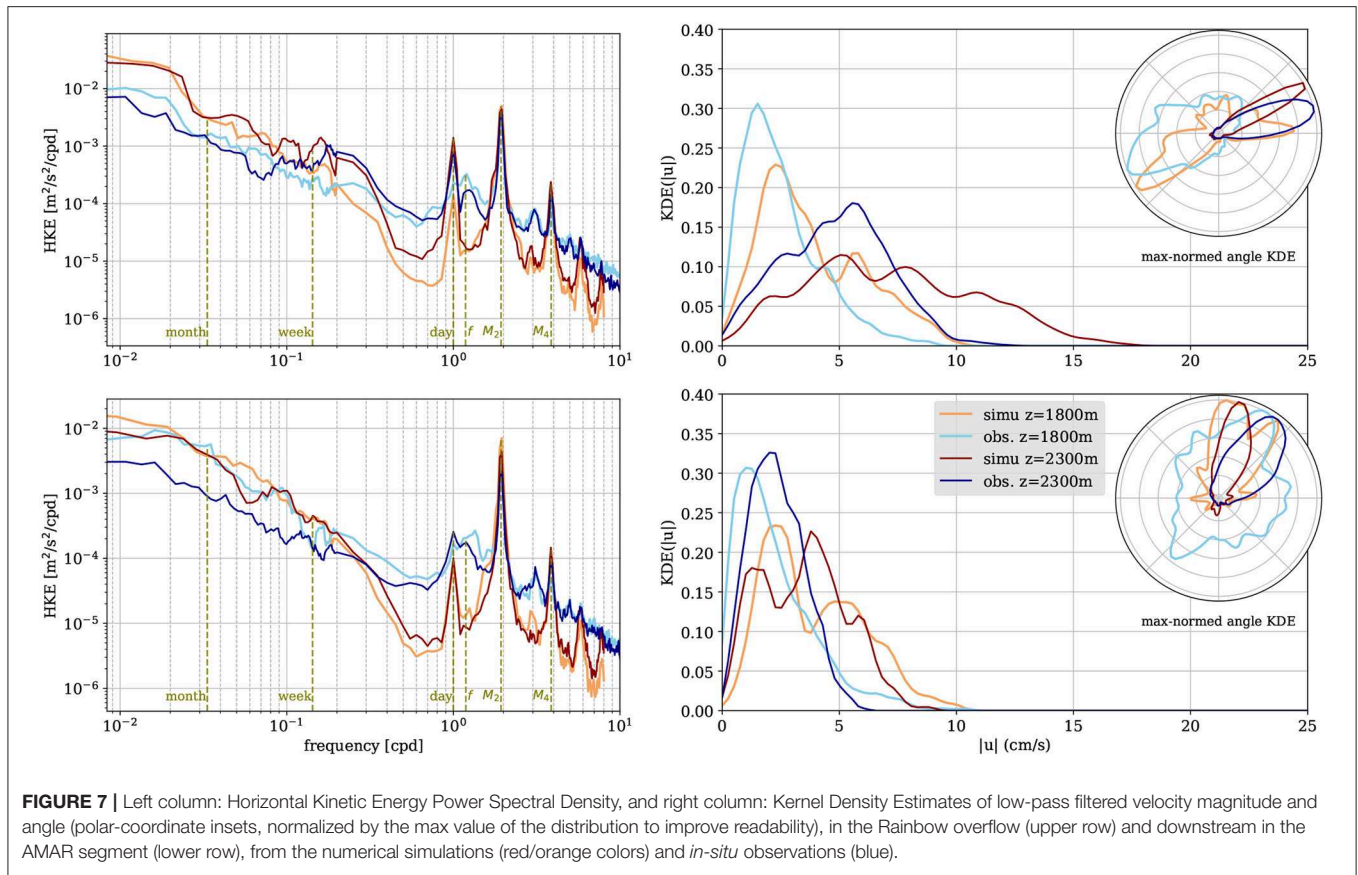 HKE [m²/s²/cpd]
10⁻²
10⁻³
10⁻⁴
10⁻⁵
10⁻⁶
month
week
day
f
M₂
M₄
10⁻²
10⁻¹
10⁰
10¹
KDE(|u|)
0.40
0.35
0.30
0.25
0.20
0.15
0.10
0.05
0.00
0
5
10
15
20
25
max-normed angle KDE
HKE [m²/s²/cpd]
10⁻²
10⁻³
10⁻⁴
10⁻⁵
10⁻⁶
month
week
day
f
M₂
M₄
10⁻²
10⁻¹
10⁰
10¹
frequency [cpd]
KDE(|u|)
0.40
0.35
0.30
0.25
0.20
0.15
0.10
0.05
0.00
simu z=1800m
obs. z=1800m
simu z=2300m
obs. z=2300m
max-normed angle KDE
0
5
10
15
20
25
|u| (cm/s)
FIGURE 7 | Left column: Horizontal Kinetic Energy Power Spectral Density, and right column: Kernel Density Estimates of low-pass filtered velocity magnitude and
angle (polar-coordinate insets, normalized by the max value of the distribution to improve readability), in the Rainbow overflow (upper row) and downstream in the
AMAR segment (lower row), from the numerical simulations (red/orange colors) and in-situ observations (blue).